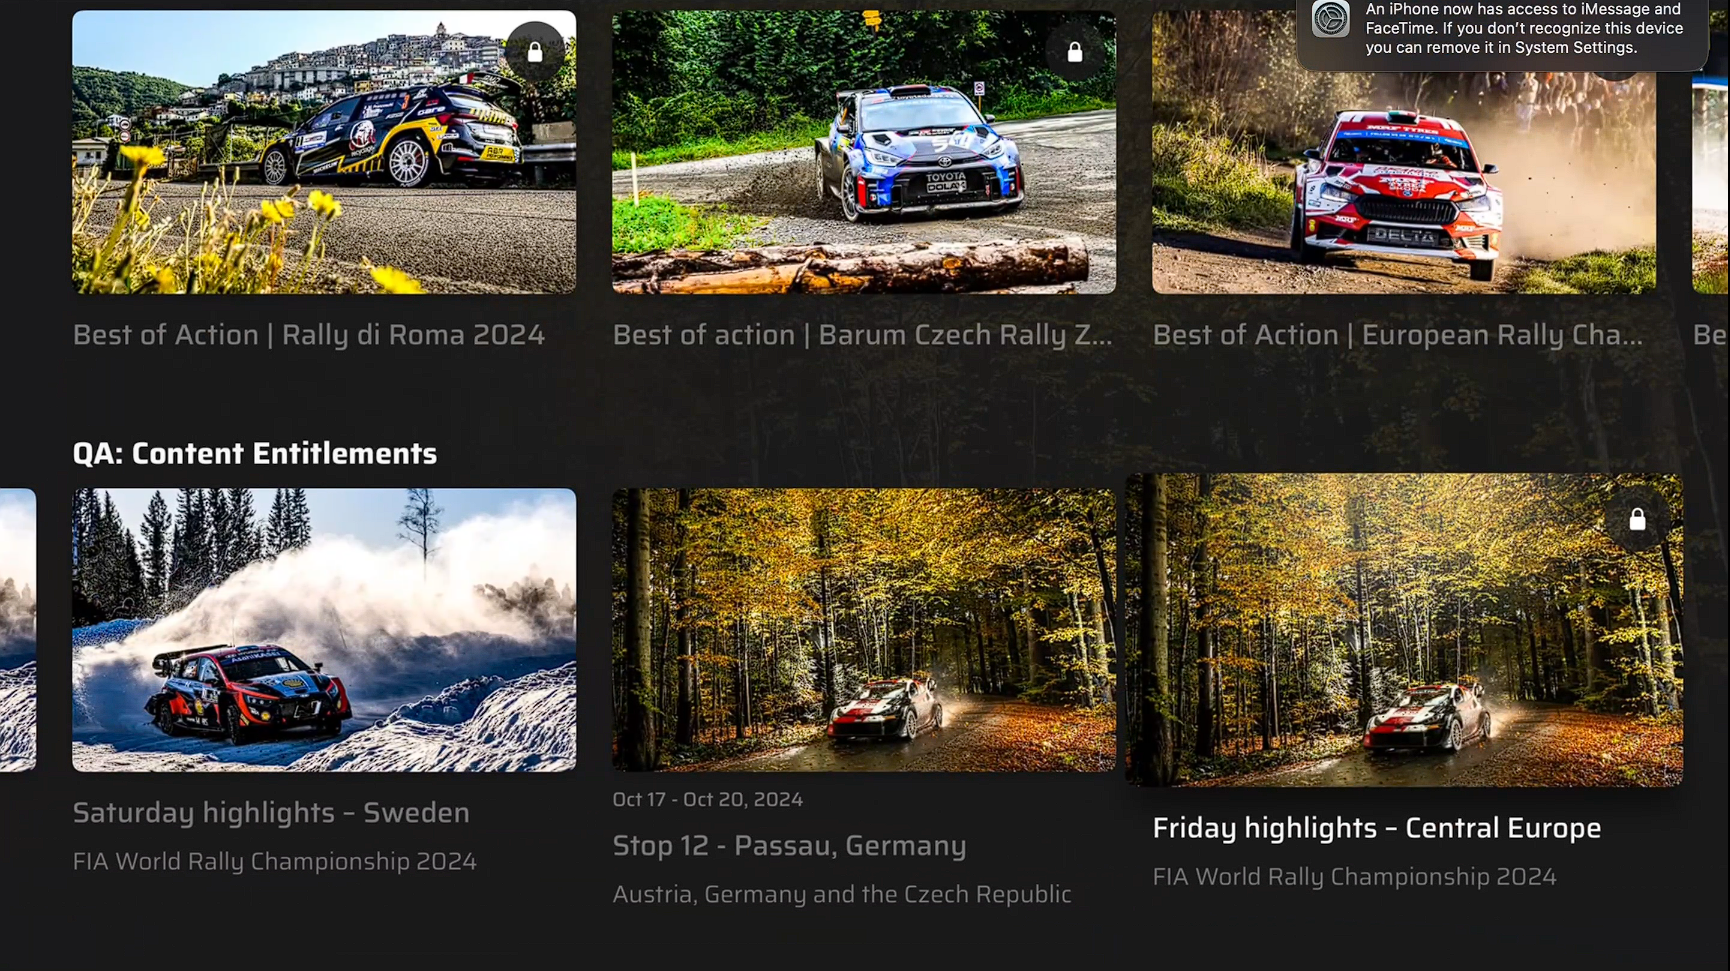 An iPhone now has access to iMessage and
FaceTime. If you don't recognize this device
you can remove it in System Settings.
TOYOTA
MRF TYRES
DELTA
Best of Action | Rally di Roma 2024
Best of action | Barum Czech Rally Z...
Best of Action | European Rally Cha...
Be
QA: Content Entitlements
Saturday highlights – Sweden
FIA World Rally Championship 2024
Oct 17 - Oct 20, 2024
Stop 12 - Passau, Germany
Austria, Germany and the Czech Republic
Friday highlights – Central Europe
FIA World Rally Championship 2024